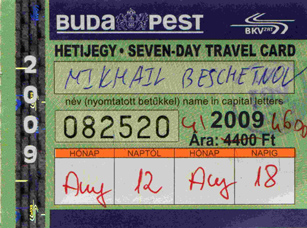 BUDAPEST BKV ZRT
HETIJEGY • SEVEN-DAY TRAVEL CARD
2009
MIKHAIL
név (nyomtatott betűkkel) name in capital letters
082520 2009
Ára: 4400 Ft 4600
HÓNAP NAPTÓL HÓNAP NAPIG
Aug 12 Aug 18